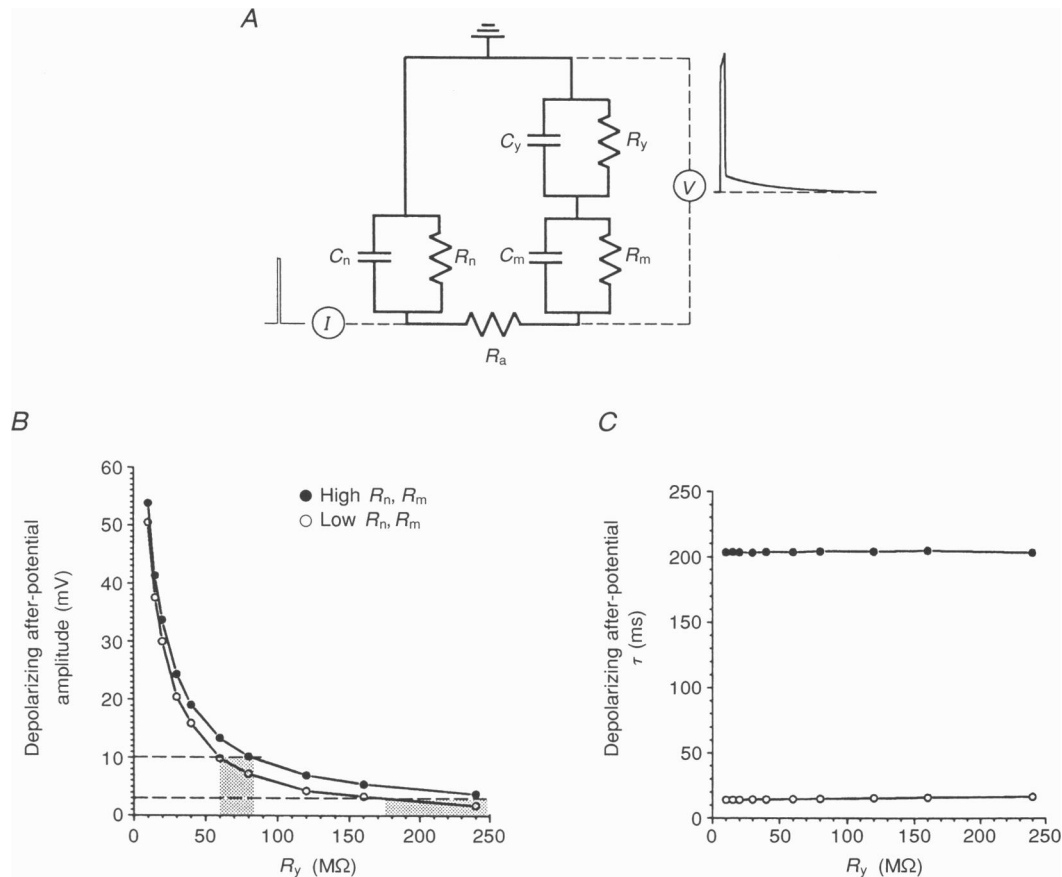 A
C_y
R_y
V
C_n
R_n
C_m
R_m
I
R_a
B
Depolarizing after-potential
amplitude (mV)
60
50
40
30
20
10
0
● High R_n, R_m
○ Low R_n, R_m
0 50 100 150 200 250
R_y (MΩ)
C
Depolarizing after-potential
τ (ms)
250
200
150
100
50
0
0 50 100 150 200 250
R_y (MΩ)